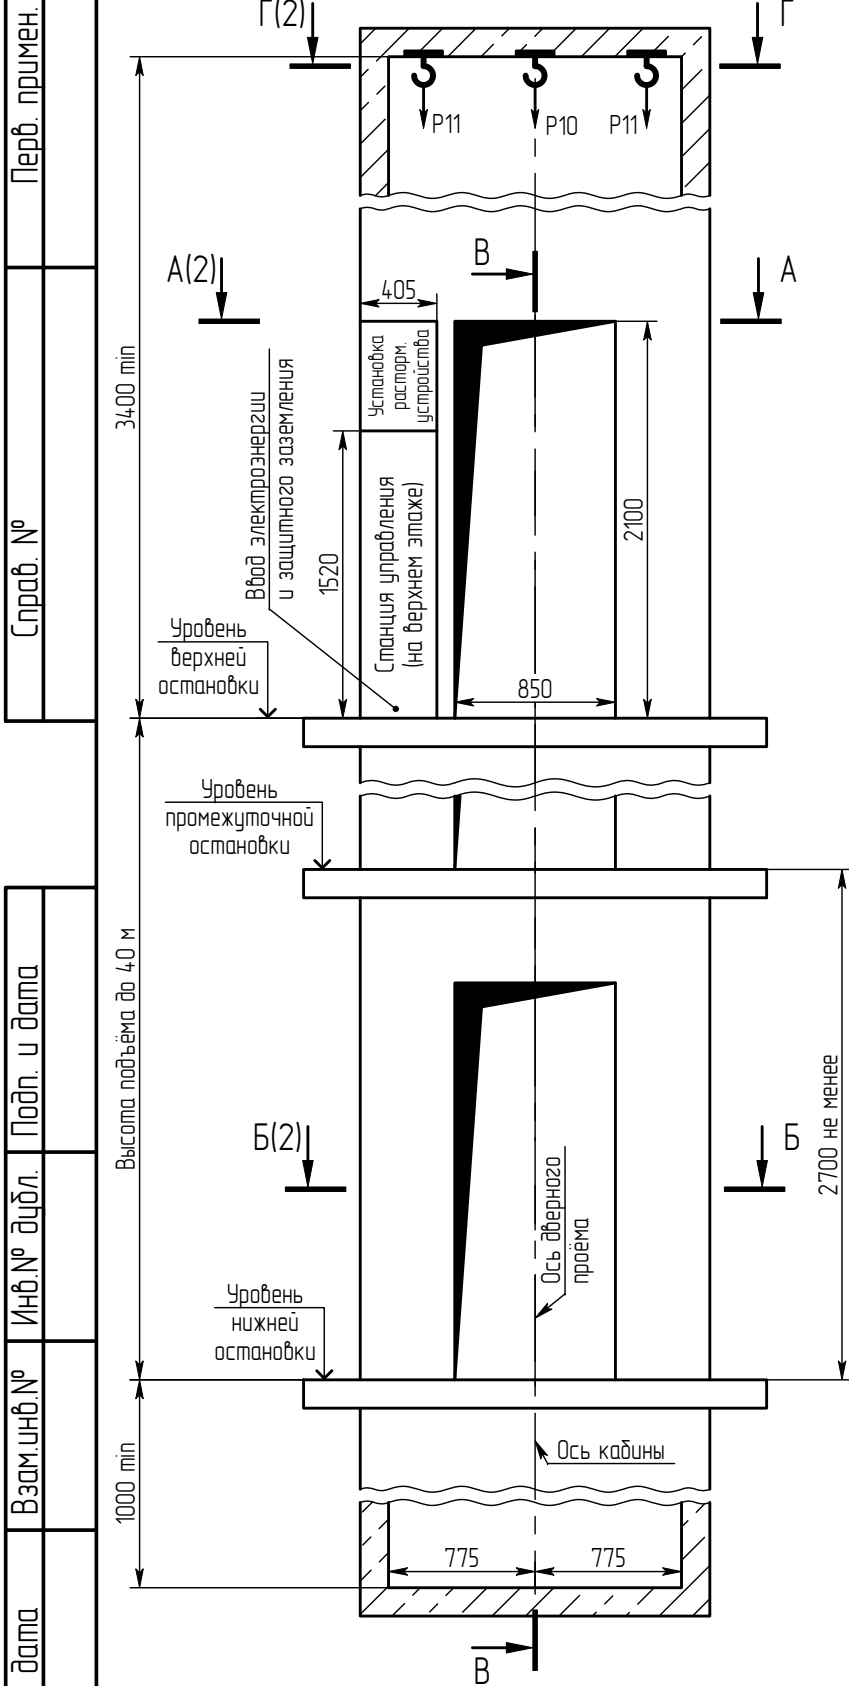 Г(2)
Г
Перв. примен.
P11
P10
P11
В
А(2)
А
405
Установка
расторм.
устройства
3400 min
Ввод электроэнергии
и защитного заземления
1520
Станция управления
(на верхнем этаже)
2100
Справ. №
Уровень
верхней
остановки
850
Уровень
промежуточной
остановки
Высота подъёма до 40 м
Подп. и дата
Б(2)
Б
2700 не менее
Инв.№ дубл.
Ось дверного
проёма
Уровень
нижней
остановки
Взам.инв.№
1000 min
Ось кабины
775
775
дата
В